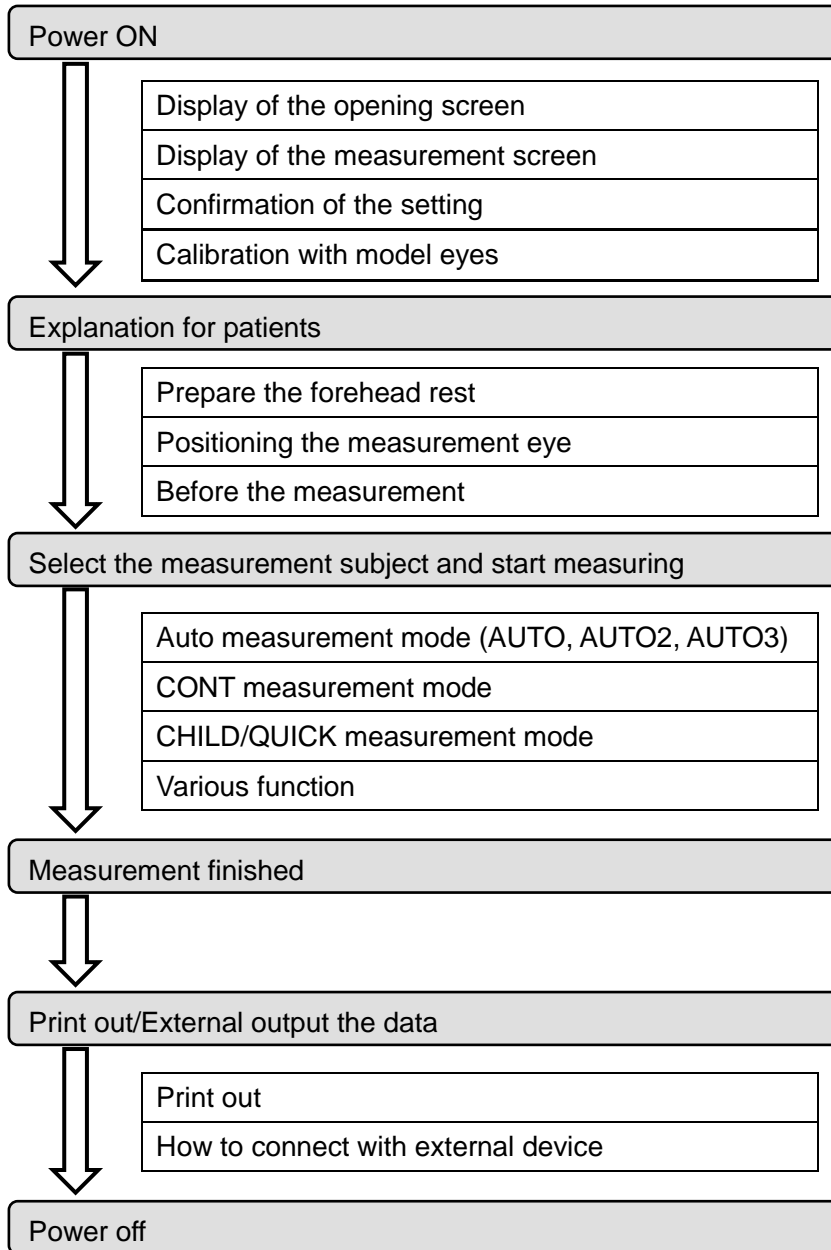 Power ON
Display of the opening screen
Display of the measurement screen
Confirmation of the setting
Calibration with model eyes
Explanation for patients
Prepare the forehead rest
Positioning the measurement eye
Before the measurement
Select the measurement subject and start measuring
Auto measurement mode (AUTO, AUTO2, AUTO3)
CONT measurement mode
CHILD/QUICK measurement mode
Various function
Measurement finished
Print out/External output the data
Print out
How to connect with external device
Power off